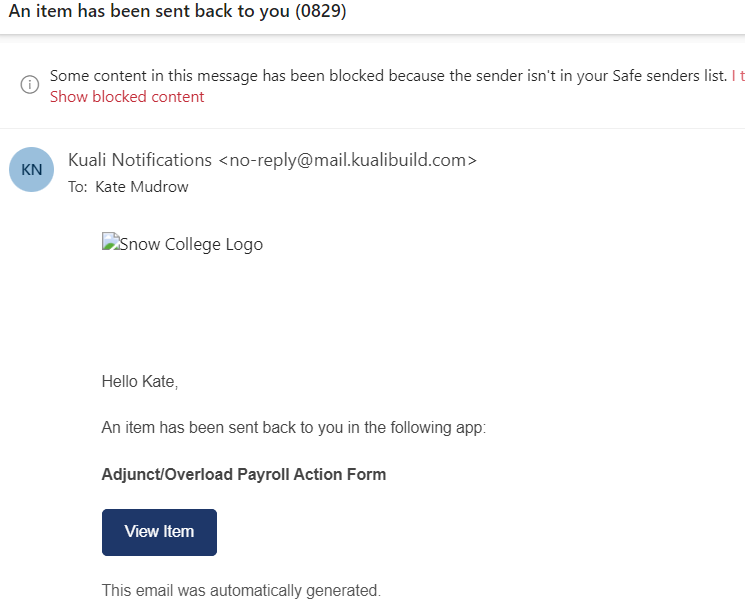 An item has been sent back to you (0829)
Some content in this message has been blocked because the sender isn't in your Safe senders list. I t
Show blocked content
KN
Kuali Notifications <no-reply@mail.kualibuild.com>
To: Kate Mudrow
Snow College Logo
Hello Kate,
An item has been sent back to you in the following app:
Adjunct/Overload Payroll Action Form
View Item
This email was automatically generated.